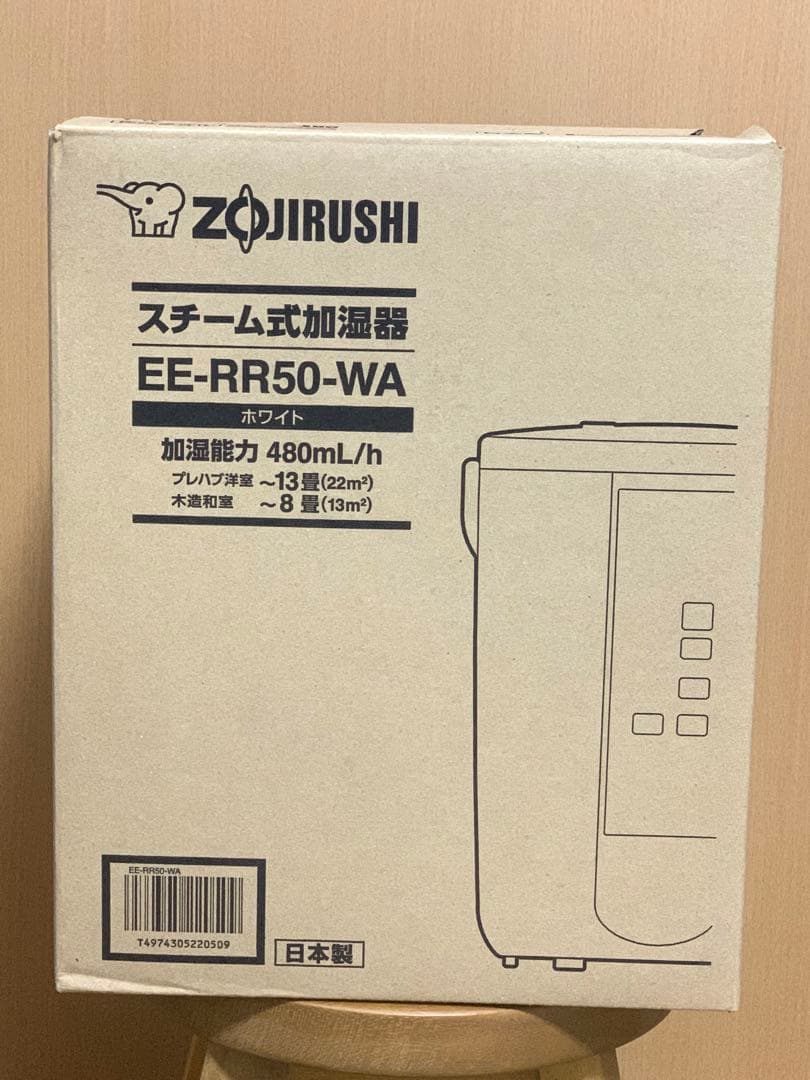 ZOJIRUSHI
スチーム式加湿器
EE-RR50-WA
ホワイト
加湿能力 480mL/h
プレハブ洋室 ～13畳(22m²)
木造和室 ～8畳(13m²)
EE-RR50-WA
T4974305220509
日本製